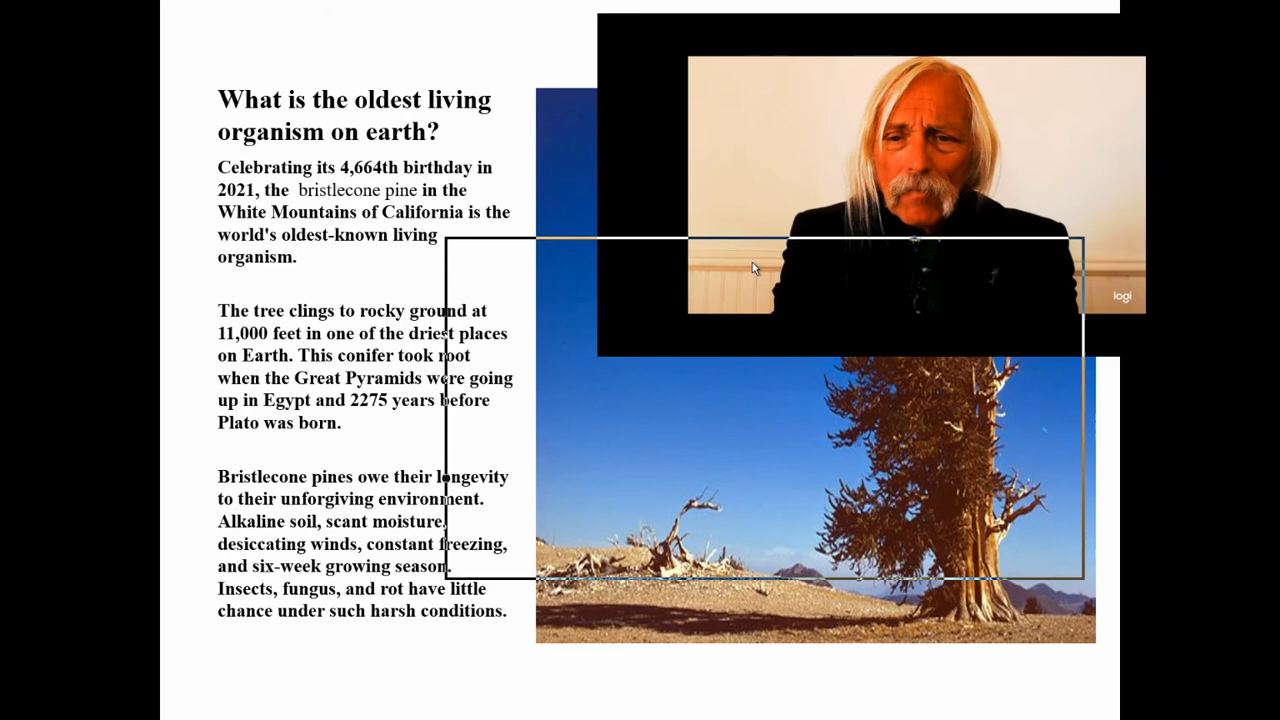 What is the oldest living
organism on earth?
Celebrating its 4,664th birthday in
2021, the bristlecone pine in the
White Mountains of California is the
world's oldest-known living
organism.
The tree clings to rocky ground at
11,000 feet in one of the driest places
on Earth. This conifer took root
when the Great Pyramids were going
up in Egypt and 2275 years before
Plato was born.
Bristlecone pines owe their longevity
to their unforgiving environment.
Alkaline soil, scant moisture,
desiccating winds, constant freezing,
and six-week growing season.
Insects, fungus, and rot have little
chance under such harsh conditions.
logi